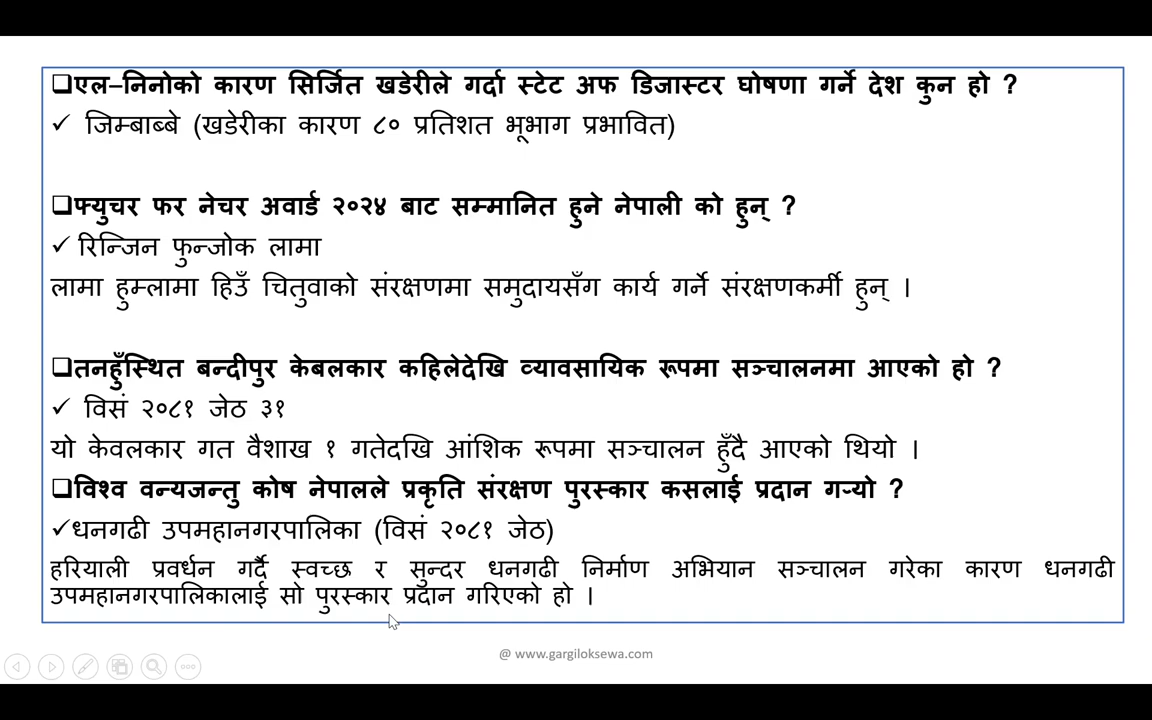 ❑एल–निनोको कारण सिर्जित खडेरीले गर्दा स्टेट अफ डिजास्टर घोषणा गर्ने देश कुन हो ?
✓ जिम्बाब्बे (खडेरीका कारण ८० प्रतिशत भूभाग प्रभावित)
❑फ्युचर फर नेचर अवार्ड २०२४ बाट सम्मानित हुने नेपाली को हुन् ?
✓ रिन्जिन फुन्जोक लामा
लामा हुम्लामा हिउँ चितुवाको संरक्षणमा समुदायसँग कार्य गर्ने संरक्षणकर्मी हुन् ।
❑तनहुँस्थित बन्दीपुर केबलकार कहिलेदेखि व्यावसायिक रूपमा सञ्चालनमा आएको हो ?
✓ विसं २०८१ जेठ ३१
यो केवलकार गत वैशाख १ गतेदखि आंशिक रूपमा सञ्चालन हुँदै आएको थियो ।
❑विश्व वन्यजन्तु कोष नेपालले प्रकृति संरक्षण पुरस्कार कसलाई प्रदान गऱ्यो ?
✓धनगढी उपमहानगरपालिका (विसं २०८१ जेठ)
हरियाली प्रवर्धन गर्दै स्वच्छ र सुन्दर धनगढी निर्माण अभियान सञ्चालन गरेका कारण धनगढी
उपमहानगरपालिकालाई सो पुरस्कार प्रदान गरिएको हो ।
@ www.gargiloksewa.com